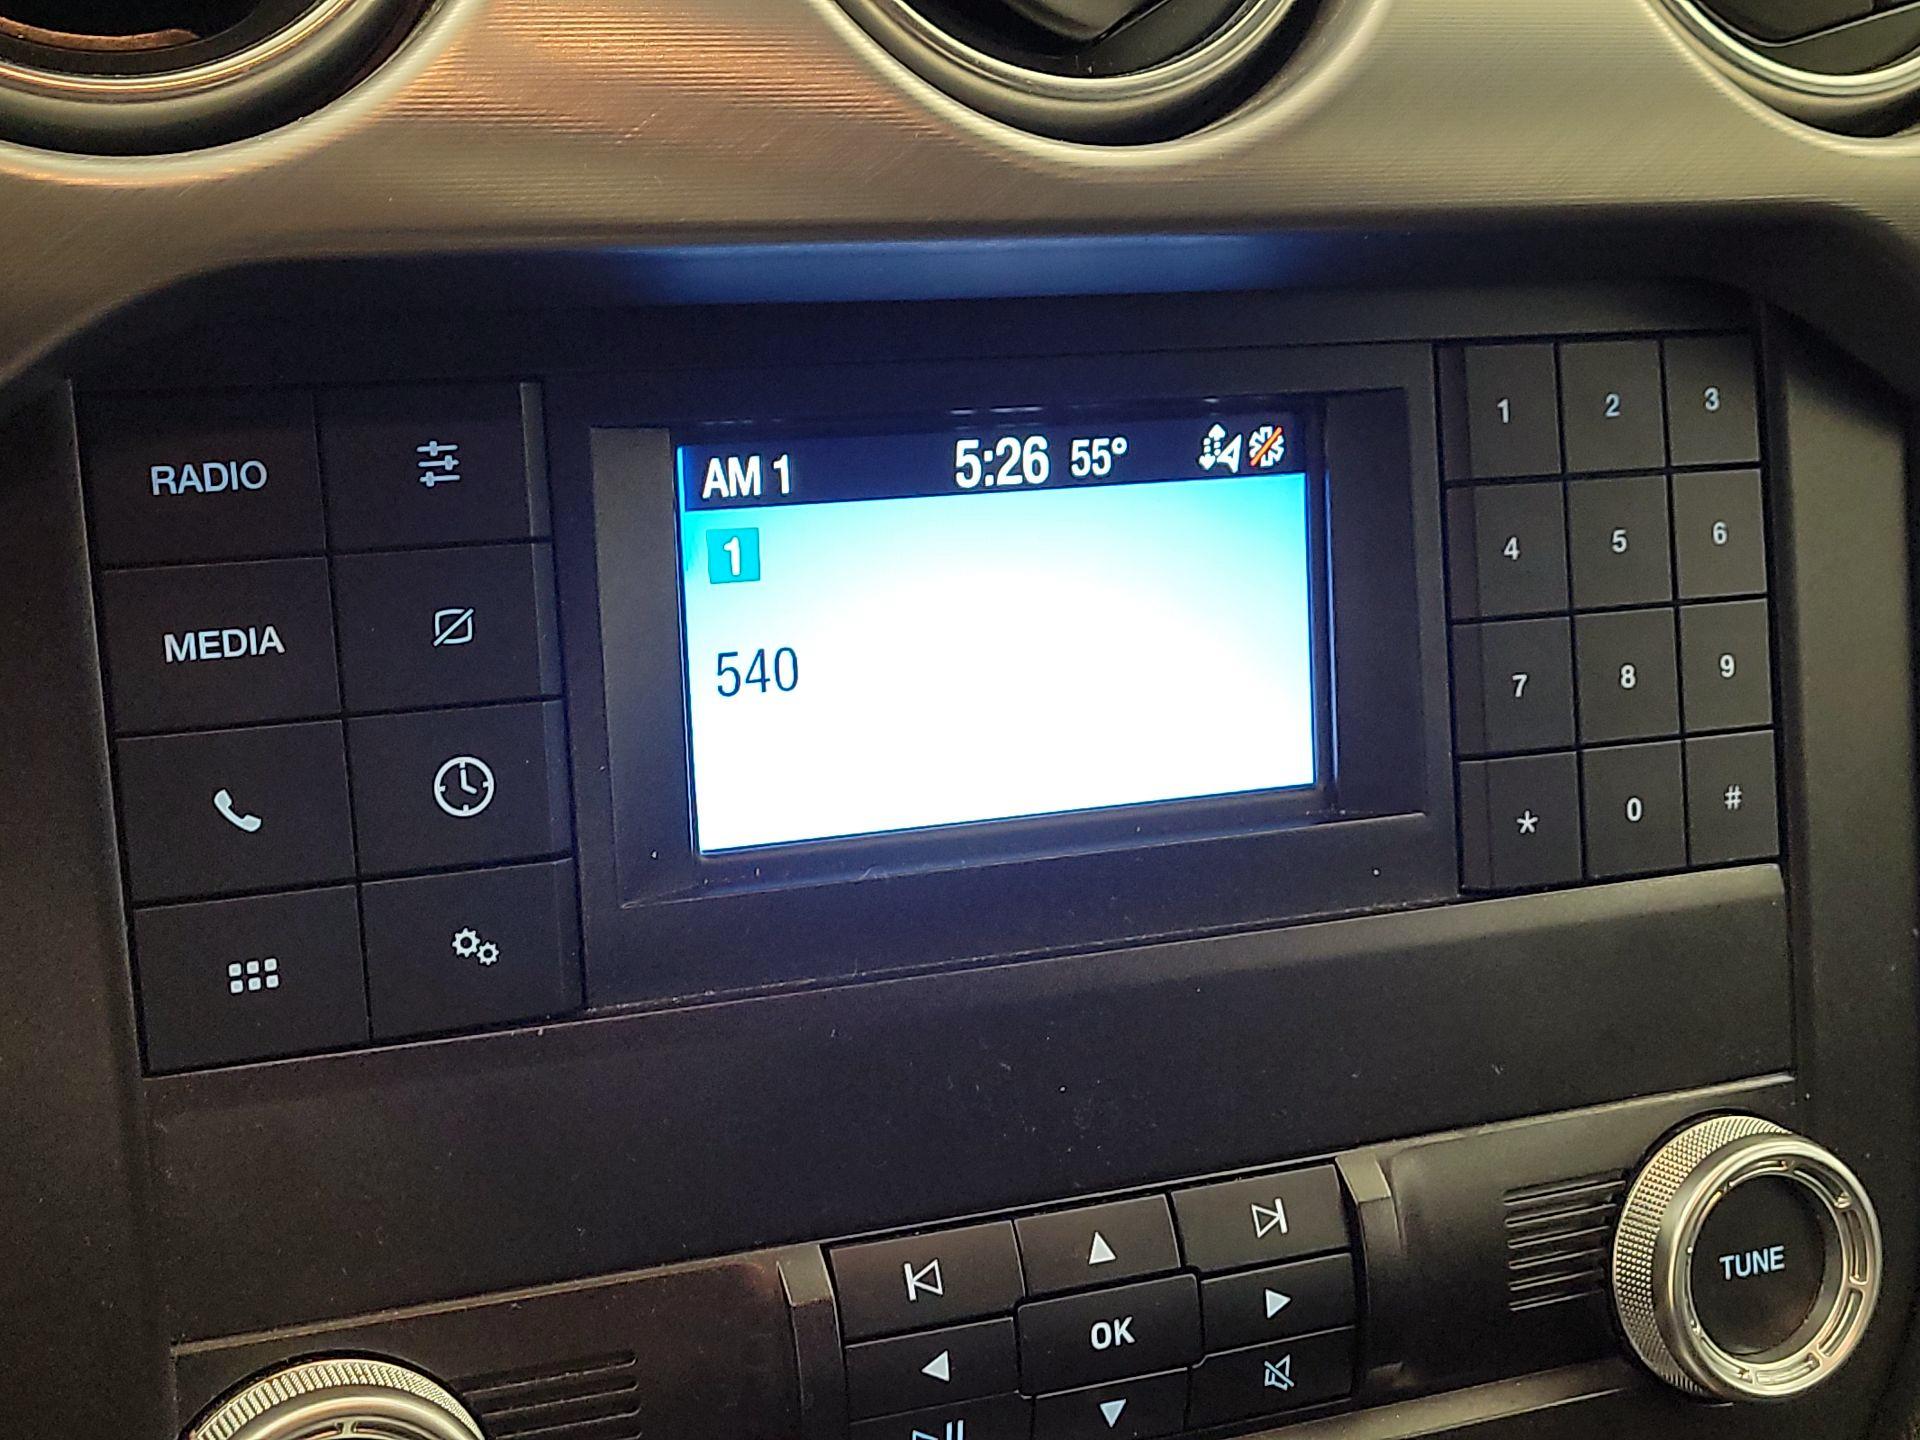 RADIO
MEDIA
AM 1 5:26 55°
1
540
1 2 3
4 5 6
7 8 9
* 0 #
OK
TUNE